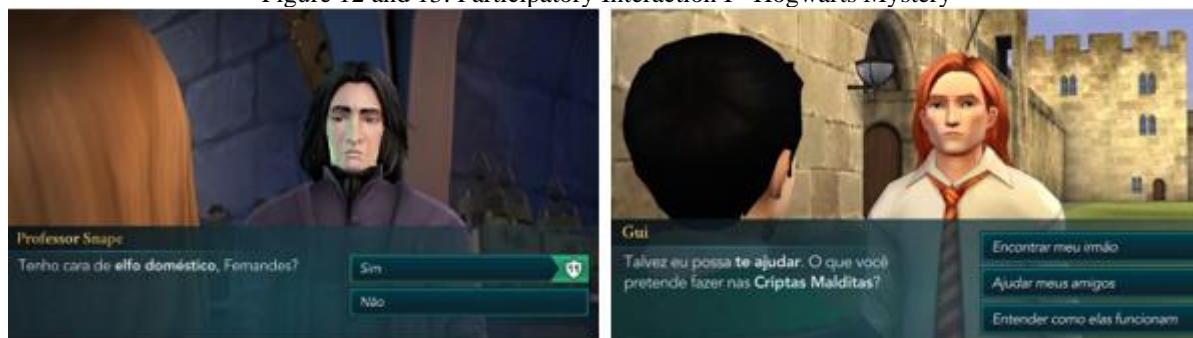 Figure 12 and 13: Participatory Interaction I - Hogwarts Mystery
Professor Snape
Tenho cara de elfo doméstico, Fernandes?
Sim
11
Não
Gui
Talvez eu possa te ajudar. O que você
pretende fazer nas Criptas Malditas?
Encontrar meu irmão
Ajudar meus amigos
Entender como elas funcionam